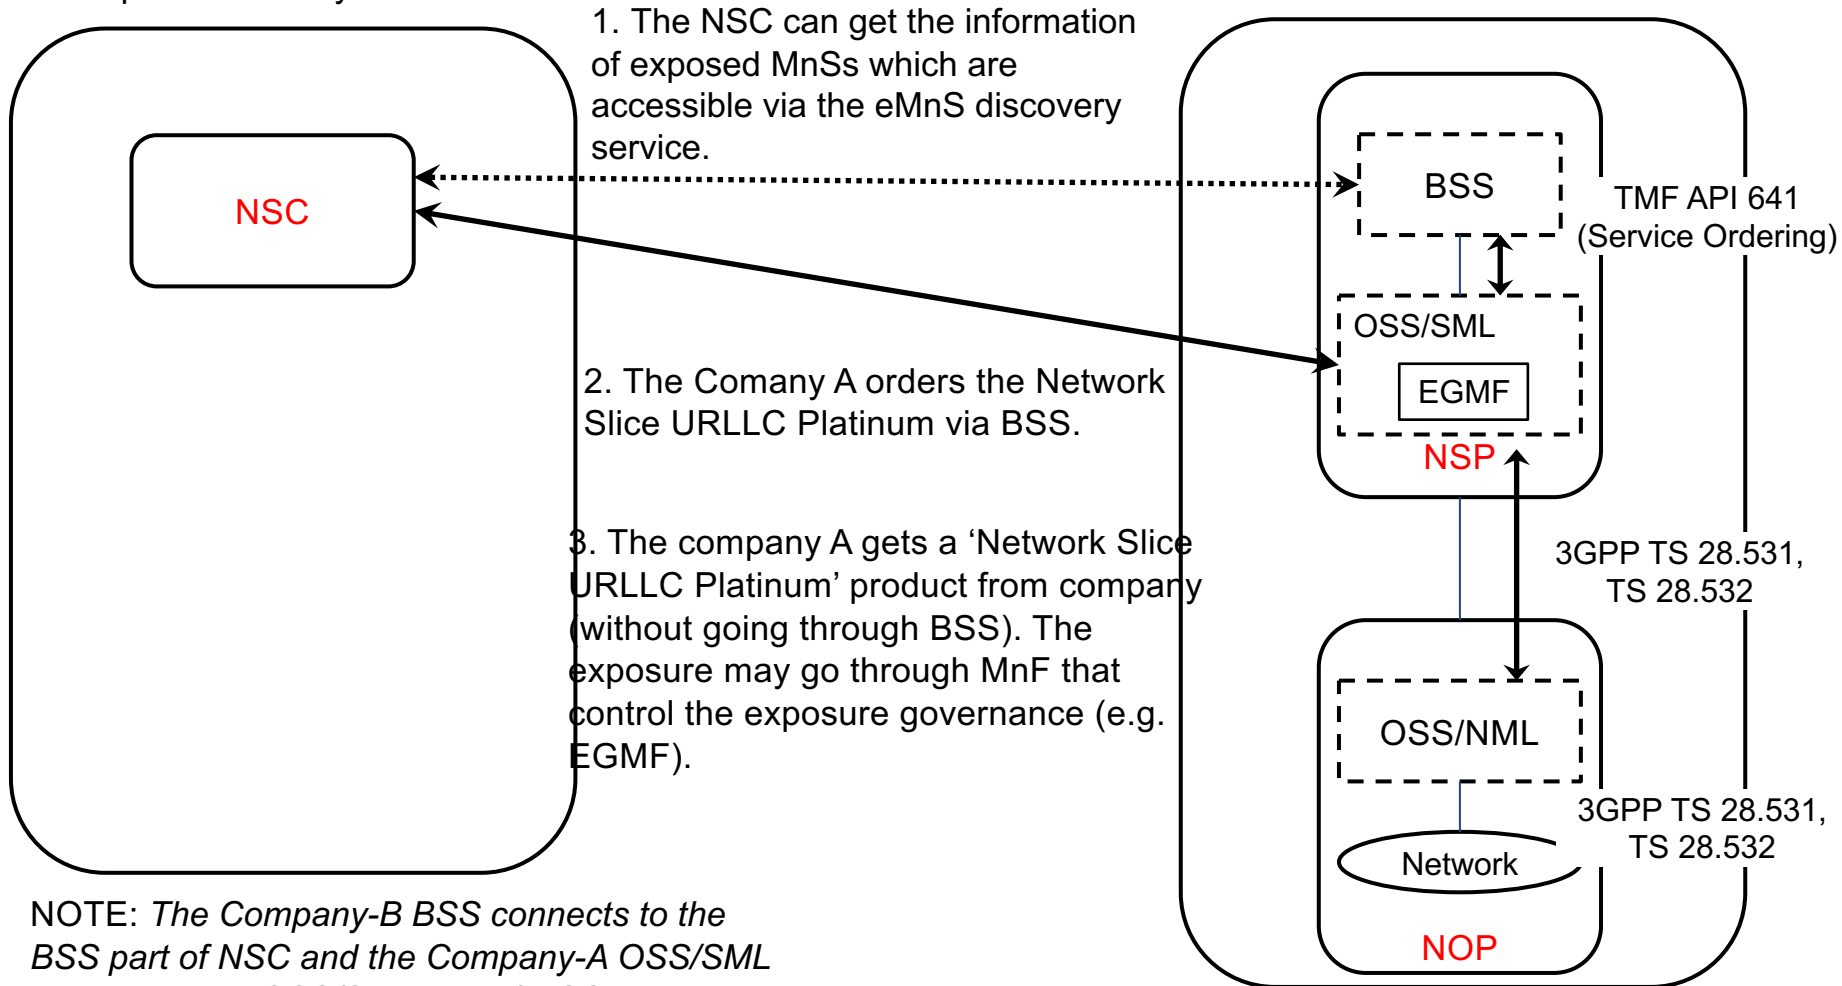 1. The NSC can get the information
of exposed MnSs which are
accessible via the eMnS discovery
service.
NSC
BSS
TMF API 641
(Service Ordering)
OSS/SML
EGMF
NSP
2. The Comany A orders the Network
Slice URLLC Platinum via BSS.
3. The company A gets a ‘Network Slice
URLLC Platinum’ product from company
(without going through BSS). The
exposure may go through MnF that
control the exposure governance (e.g.
EGMF).
3GPP TS 28.531,
TS 28.532
OSS/NML
3GPP TS 28.531,
TS 28.532
Network
NOP
NOTE: The Company-B BSS connects to the
BSS part of NSC and the Company-A OSS/SML